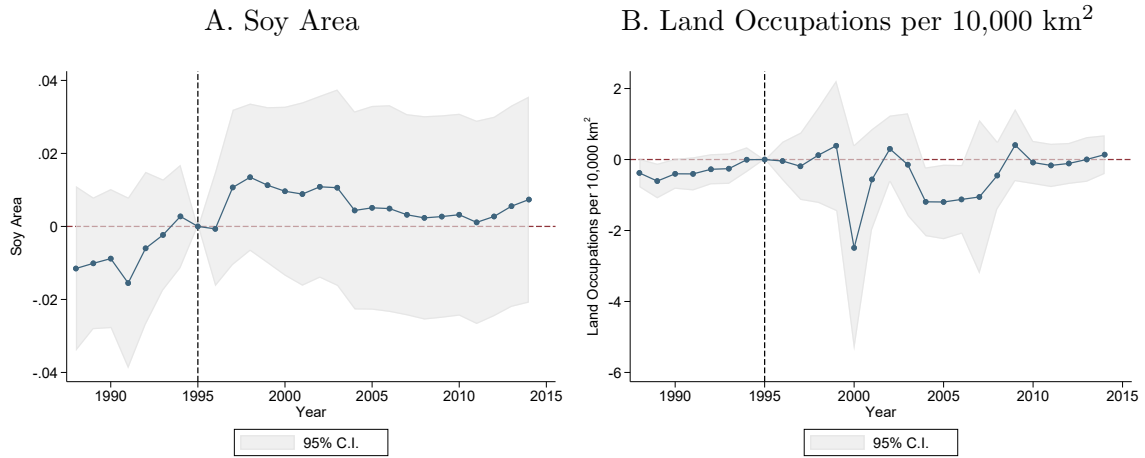 A. Soy Area
.04
.02
0
-.02
-.04
Soy Area
1990
1995
2000
2005
2010
2015
Year
95% C.I.
B. Land Occupations per 10,000 km²
2
0
-2
-4
-6
Land Occupations per 10,000 km²
1990
1995
2000
2005
2010
2015
Year
95% C.I.